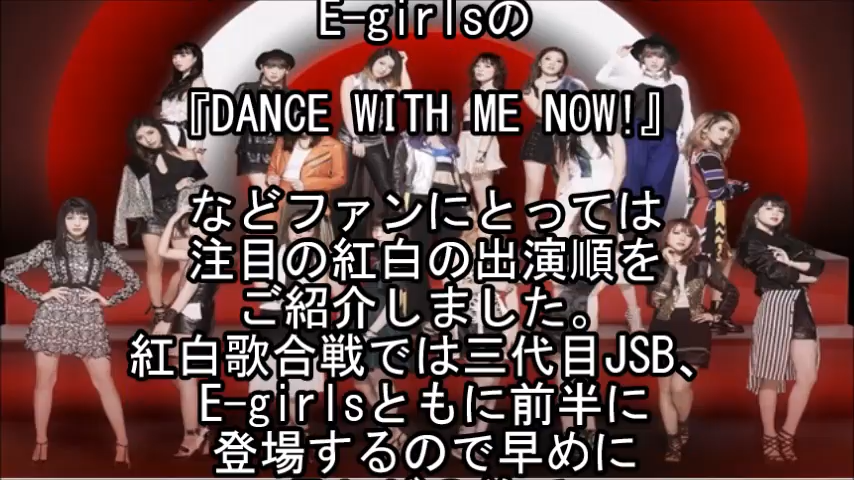 E-girlsの
『DANCE WITH ME NOW!』
などファンにとっては
注目の紅白の出演順を
ご紹介しました。
紅白歌合戦では三代目JSB、
E-girlsともに前半に
登場するので早めに